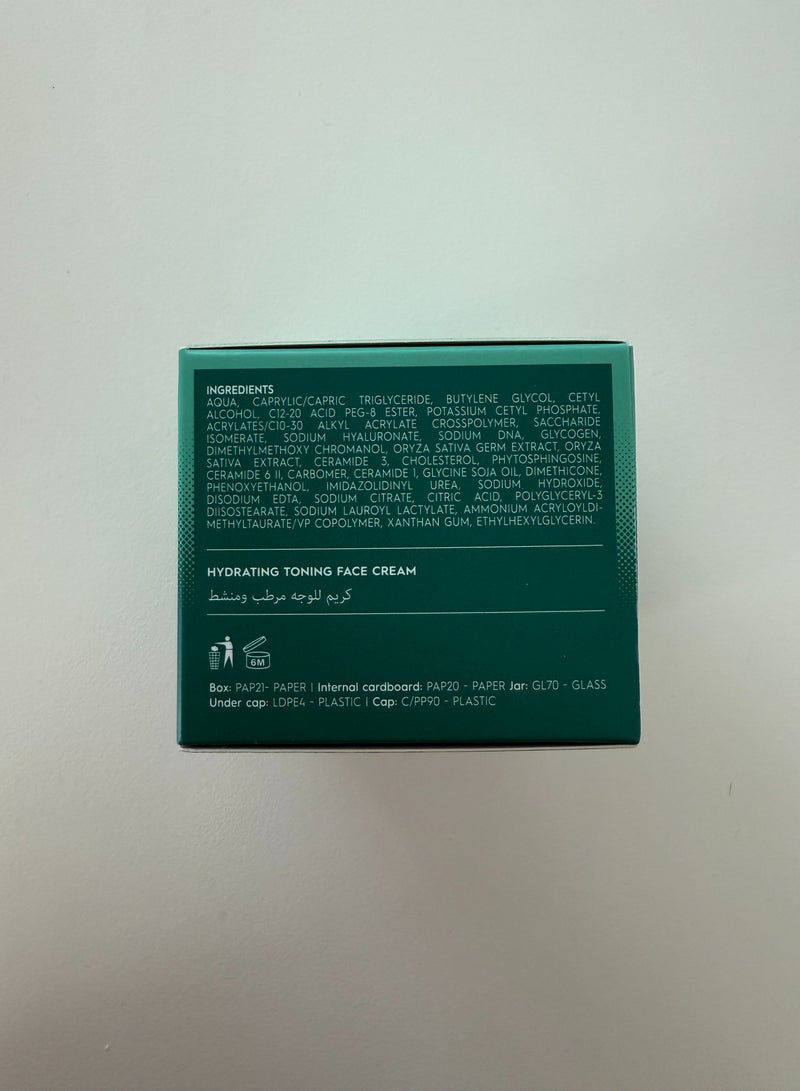 INGREDIENTS
AQUA, CAPRYLIC/CAPRIC TRIGLYCERIDE, BUTYLENE GLYCOL, CETYL
ALCOHOL, C12-20 ACID PEG-8 ESTER, POTASSIUM CETYL PHOSPHATE,
ACRYLATES/C10-30 ALKYL ACRYLATE CROSSPOLYMER, SACCHARIDE
ISOMERATE, SODIUM HYALURONATE, SODIUM DNA, GLYCOGEN,
DIMETHYLMETHOXY CHROMANOL, ORYZA SATIVA GERM EXTRACT, ORYZA
SATIVA EXTRACT, CERAMIDE 3, CHOLESTEROL, PHYTOSPHINGOSINE,
CERAMIDE 6 II, CARBOMER, CERAMIDE 1, GLYCINE SOJA OIL, DIMETHICONE,
PHENOXYETHANOL, IMIDAZOLIDINYL UREA, SODIUM HYDROXIDE,
DISODIUM EDTA, SODIUM CITRATE, CITRIC ACID, POLYGLYCERYL-3
DIISOSTEARATE, SODIUM LAUROYL LACTYLATE, AMMONIUM ACRYLOYLDI-
METHYLTAURATE/VP COPOLYMER, XANTHAN GUM, ETHYLHEXYLGLYCERIN.
HYDRATING TONING FACE CREAM
كريم للوجه مرطب ومنشط
6M
Box: PAP21- PAPER | Internal cardboard: PAP20 - PAPER Jar: GL70 - GLASS
Under cap: LDPE4 - PLASTIC | Cap: C/PP90 - PLASTIC